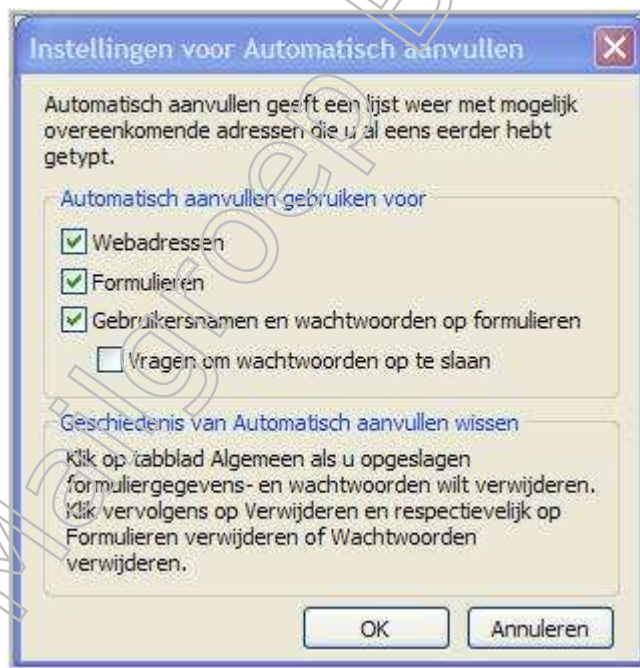 Instellingen voor Automatisch aanvullen
Automatisch aanvullen geeft een lijst weer met mogelijk
overeenkomende adressen die u al eens eerder hebt
getypt.
Automatisch aanvullen gebruiken voor
Webadressen
Formulieren
Gebruikersnamen en wachtwoorden op formulieren
Vragen om wachtwoorden op te slaan
Geschiedenis van Automatisch aanvullen wissen
Klik op tabblad Algemeen als u opgeslagen
formuliergegevens- en wachtwoorden wilt verwijderen.
Klik vervolgens op Verwijderen en respectievelijk op
Formulieren verwijderen of Wachtwoorden
verwijderen.
OK
Annuleren
Mailgroep